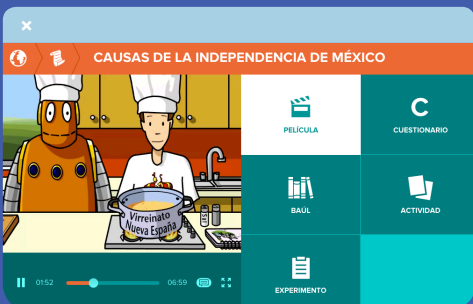 ×
CAUSAS DE LA INDEPENDENCIA DE MÉXICO
PELÍCULA
C
CUESTIONARIO
BAÚL
ACTIVIDAD
EXPERIMENTO
Virreinato
Nueva España
01:52
06:59